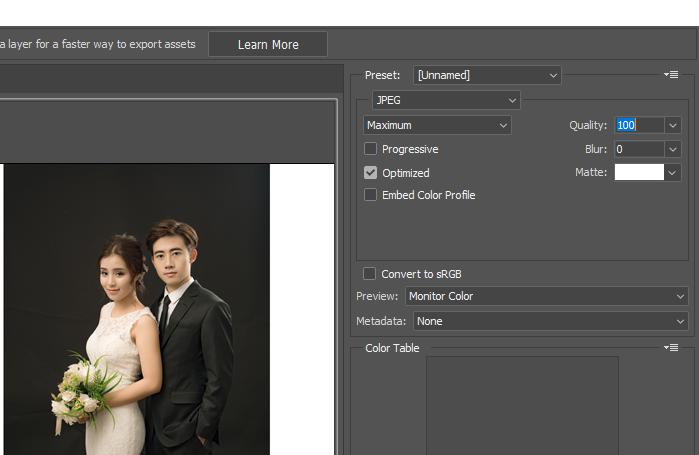 a layer for a faster way to export assets
Learn More
Preset: [Unnamed]
JPEG
Maximum
Quality: 100
Progressive
Blur: 0
Optimized
Matte:
Embed Color Profile
Convert to sRGB
Preview: Monitor Color
Metadata: None
Color Table